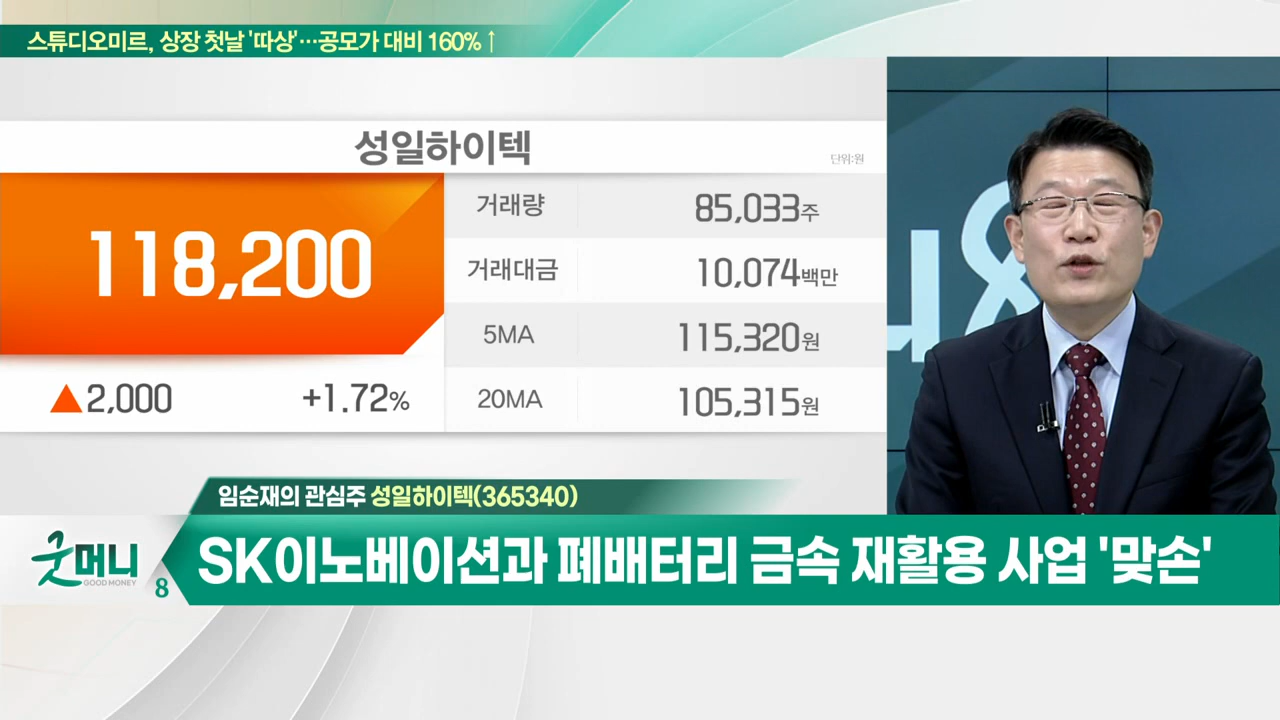 스튜디오미르, 상장 첫날 '따상'…공모가 대비 160%↑
성일하이텍
단위:원
118,200
▲2,000 +1.72%
거래량 85,033주
거래대금 10,074백만
5MA 115,320원
20MA 105,315원
임순재의 관심주 성일하이텍(365340)
SK이노베이션과 폐배터리 금속 재활용 사업 '맞손'
굿머니
GOOD MONEY
8